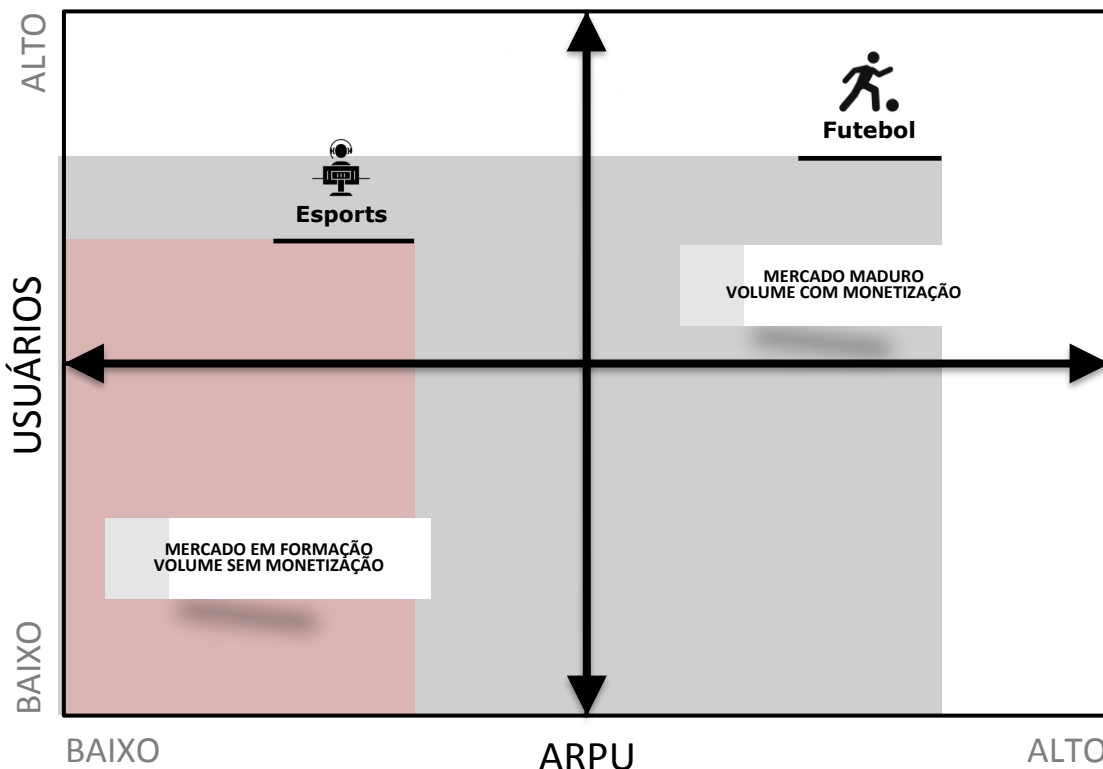 ALTO
Futebol
Esports
MERCADO MADURO
VOLUME COM MONETIZAÇÃO
USUÁRIOS
MERCADO EM FORMAÇÃO
VOLUME SEM MONETIZAÇÃO
BAIXO
BAIXO
ARPU
ALTO